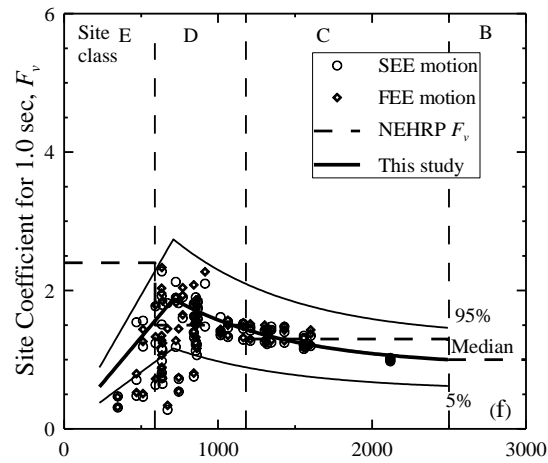 6
Site E D C B
class
SEE motion
FEE motion
NEHRP Fv
This study
4
2
0
Site Coefficient for 1.0 sec, Fv
95%
Median
5%
(f)
0 1000 2000 3000